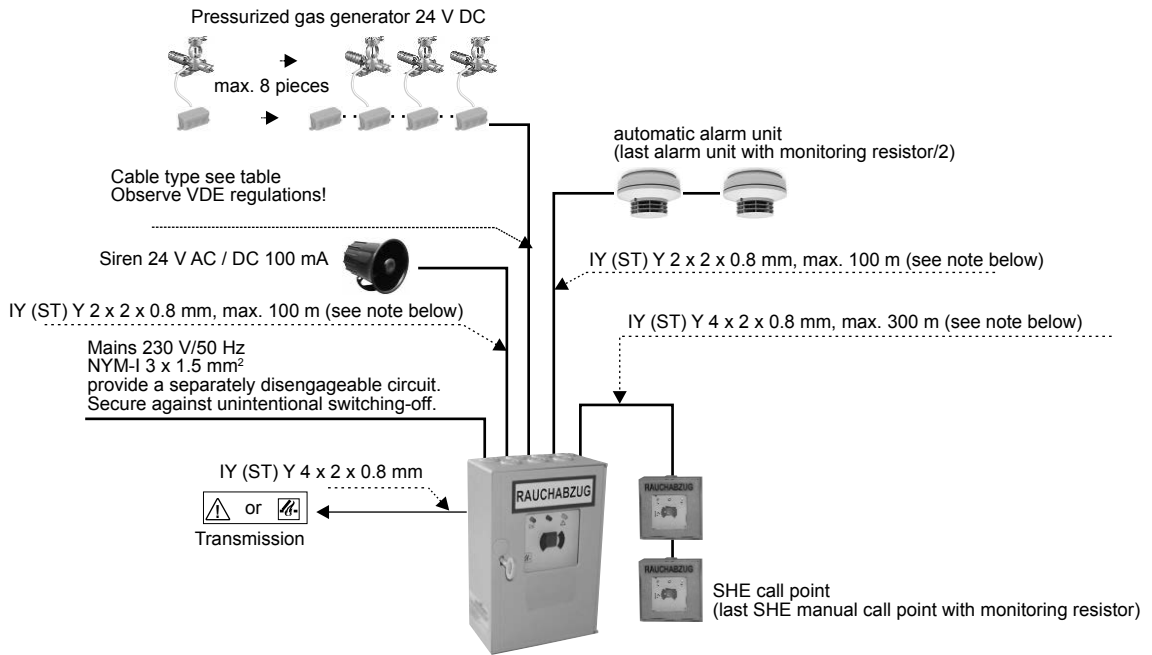 Pressurized gas generator 24 V DC
max. 8 pieces
automatic alarm unit
(last alarm unit with monitoring resistor/2)
Cable type see table
Observe VDE regulations!
Siren 24 V AC / DC 100 mA
IY (ST) Y 2 x 2 x 0.8 mm, max. 100 m (see note below)
IY (ST) Y 2 x 2 x 0.8 mm, max. 100 m (see note below)
IY (ST) Y 4 x 2 x 0.8 mm, max. 300 m (see note below)
Mains 230 V/50 Hz
NYM-I 3 x 1.5 mm²
provide a separately disengageable circuit.
Secure against unintentional switching-off.
IY (ST) Y 4 x 2 x 0.8 mm
or
Transmission
RAUCHABZUG
RAUCHABZUG
RAUCHABZUG
SHE call point
(last SHE manual call point with monitoring resistor)